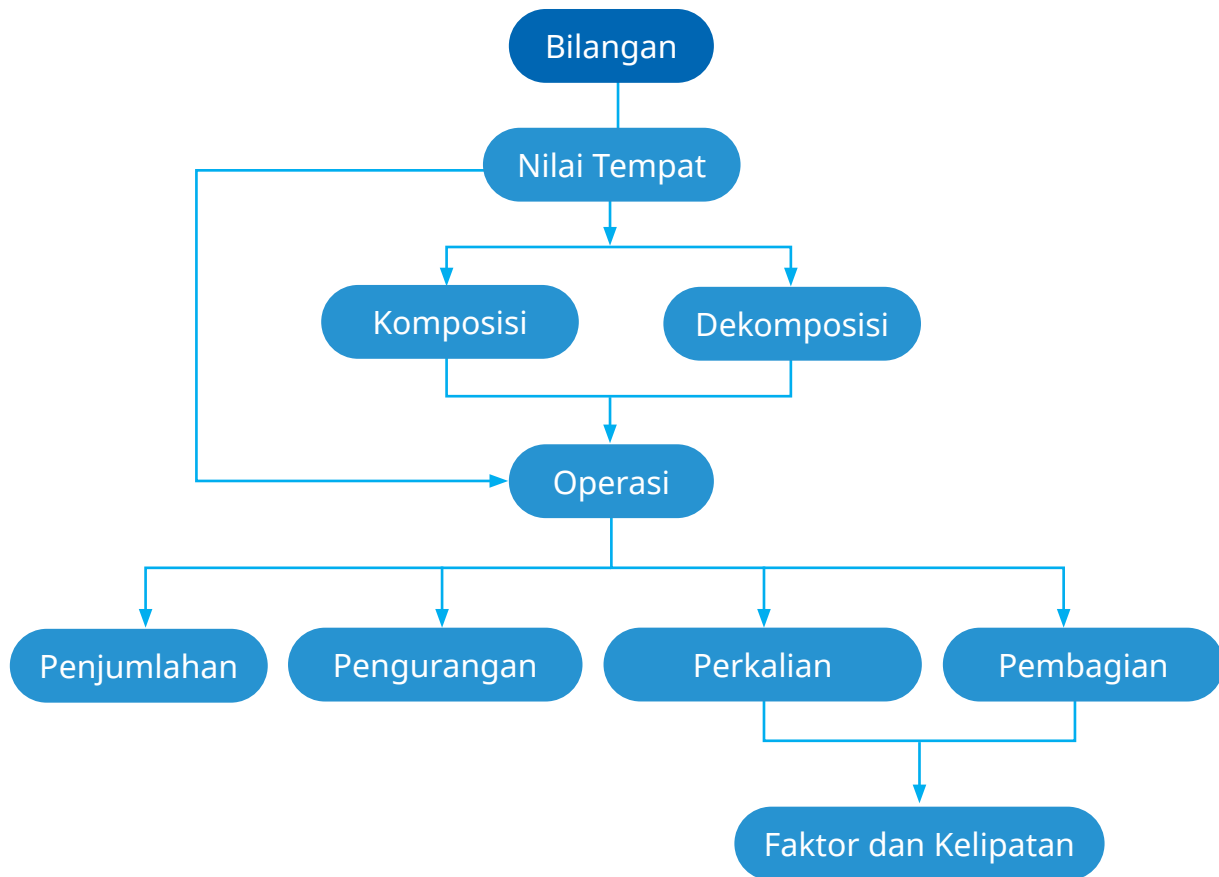 Bilangan
Nilai Tempat
Komposisi
Dekomposisi
Operasi
Penjumlahan
Pengurangan
Perkalian
Pembagian
Faktor dan Kelipatan